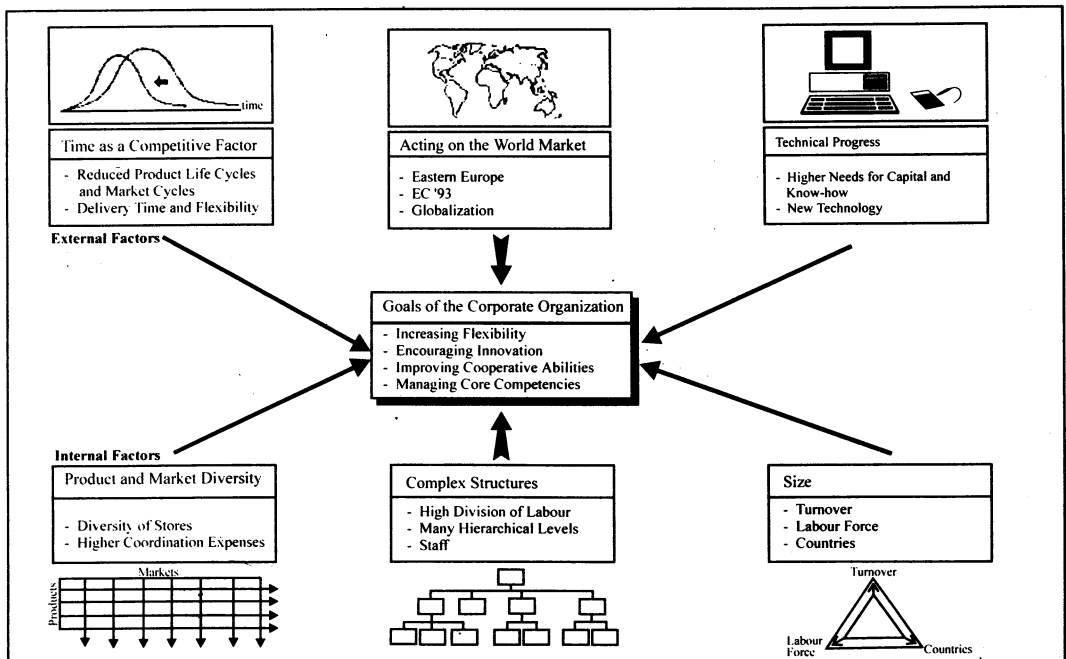 time
Time as a Competitive Factor
- Reduced Product Life Cycles
and Market Cycles
- Delivery Time and Flexibility
Acting on the World Market
- Eastern Europe
- EC '93
- Globalization
Technical Progress
- Higher Needs for Capital and
Know-how
- New Technology
External Factors
Goals of the Corporate Organization
- Increasing Flexibility
- Encouraging Innovation
- Improving Cooperative Abilities
- Managing Core Competencies
Internal Factors
Product and Market Diversity
- Diversity of Stores
- Higher Coordination Expenses
Markets
Products
Complex Structures
- High Division of Labour
- Many Hierarchical Levels
- Staff
Size
- Turnover
- Labour Force
- Countries
Turnover
Labour
Force
Countries